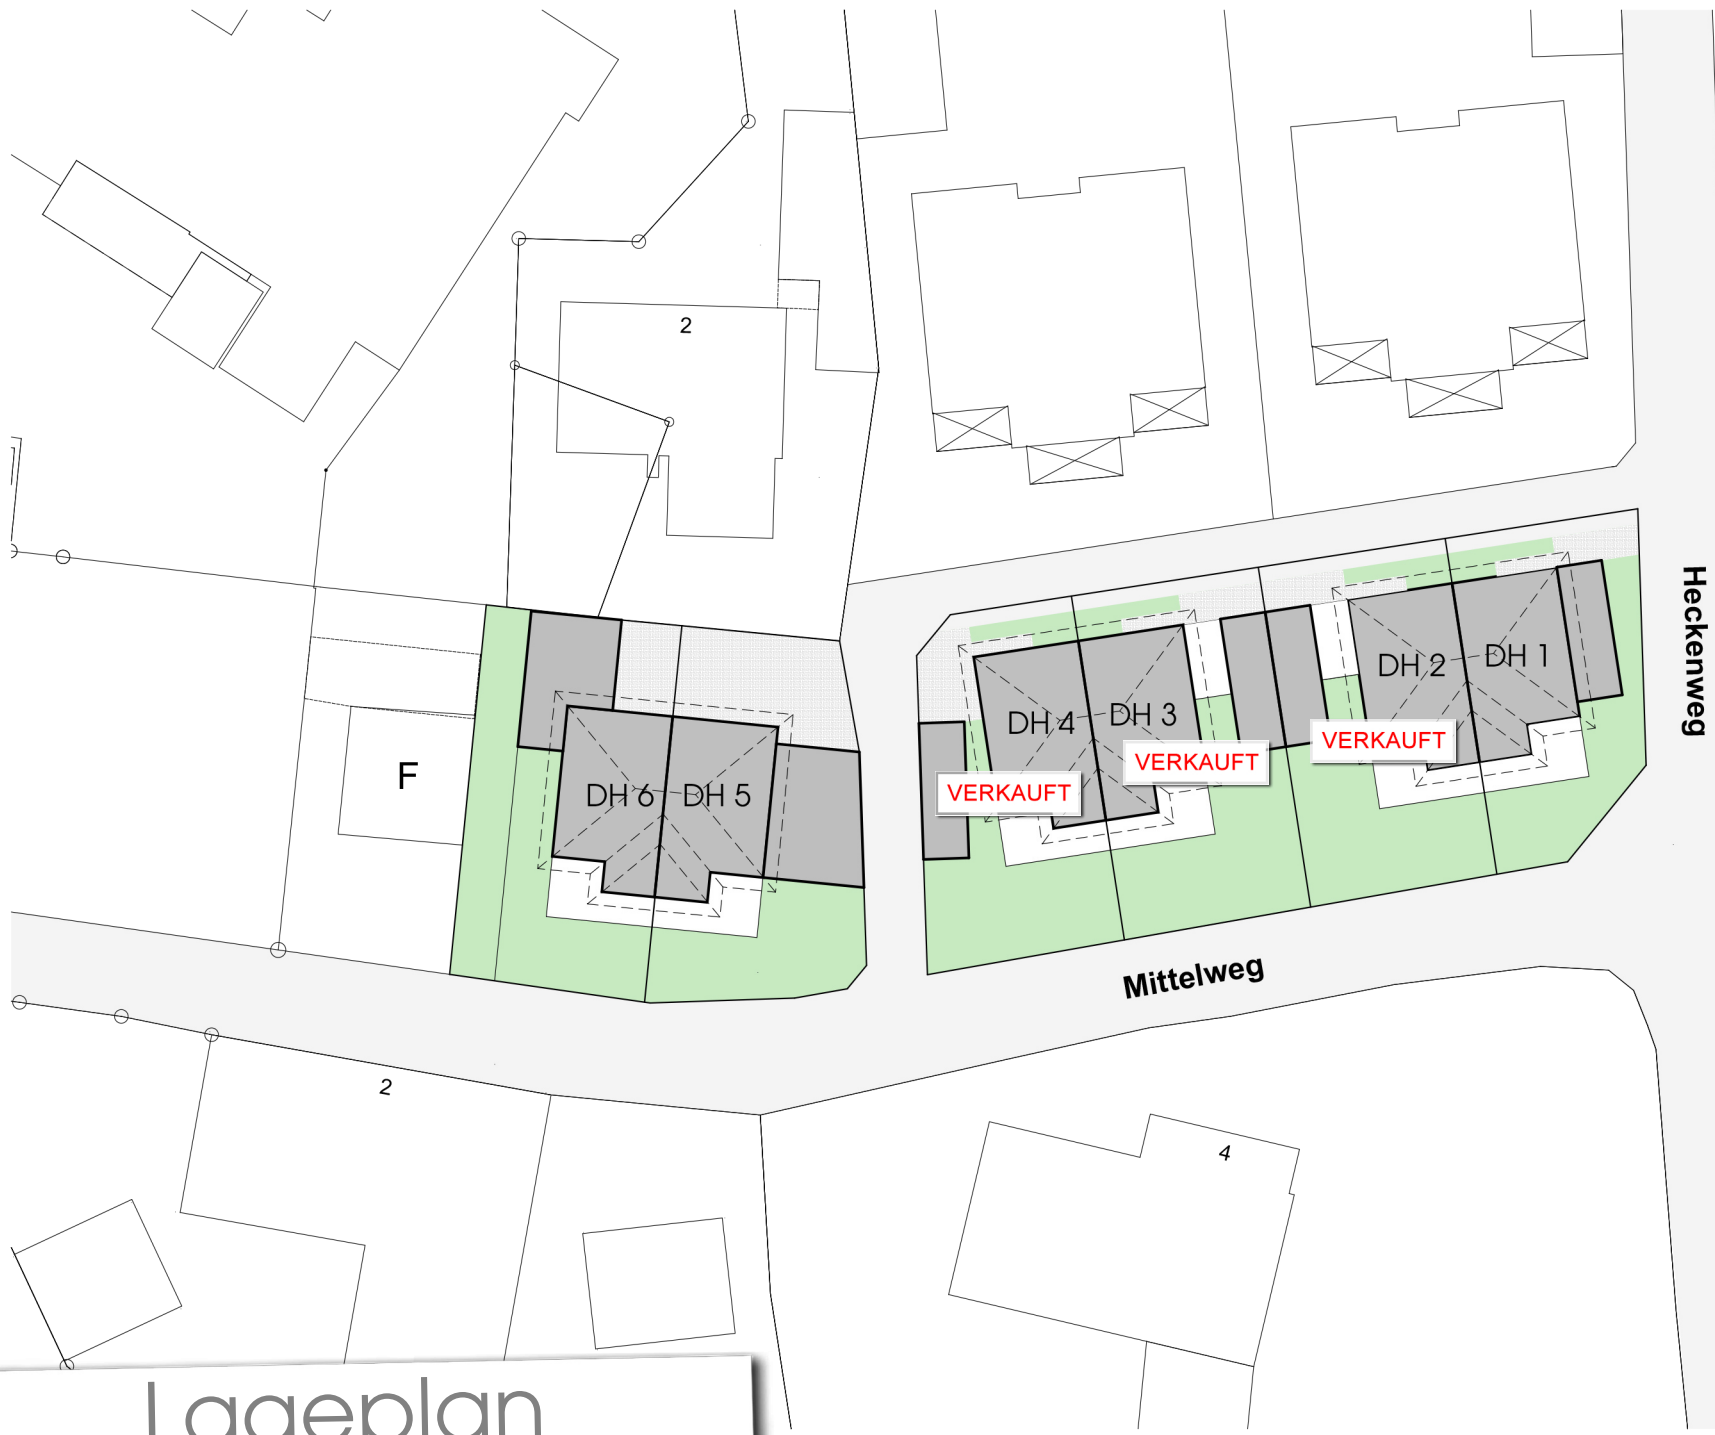 2
F
DH 6
DH 5
DH 4
DH 3
DH 2
DH 1
VERKAUFT
VERKAUFT
VERKAUFT
Heckenweg
Mittelweg
2
4
Lageplan